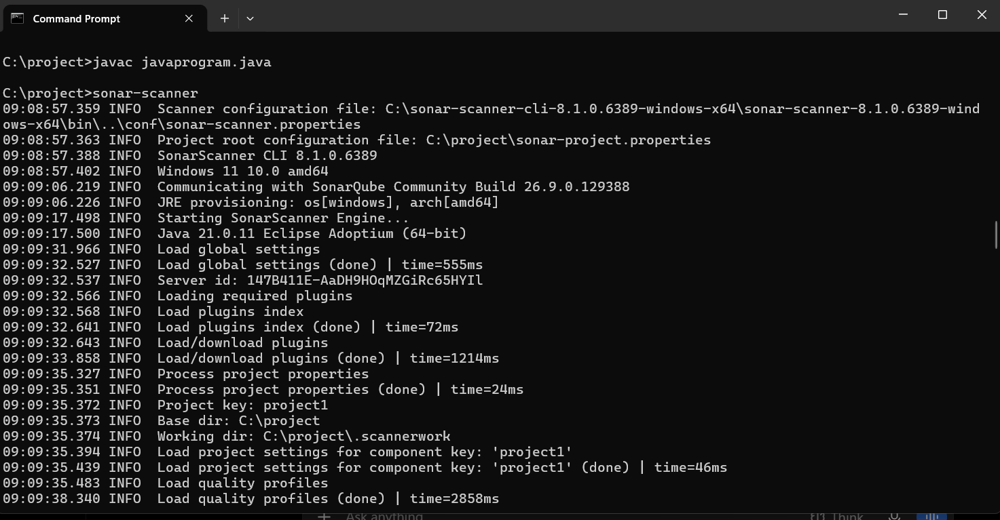 Command Prompt
C:\project>javac javaprogram.java
C:\project>sonar-scanner
09:08:57.359 INFO  Scanner configuration file: C:\sonar-scanner-cli-8.1.0.6389-windows-x64\sonar-scanner-8.1.0.6389-wind
ows-x64\bin\..\conf\sonar-scanner.properties
09:08:57.363 INFO  Project root configuration file: C:\project\sonar-project.properties
09:08:57.388 INFO  SonarScanner CLI 8.1.0.6389
09:08:57.402 INFO  Windows 11 10.0 amd64
09:09:06.219 INFO  Communicating with SonarQube Community Build 26.9.0.129388
09:09:06.226 INFO  JRE provisioning: os[windows], arch[amd64]
09:09:17.498 INFO  Starting SonarScanner Engine...
09:09:17.500 INFO  Java 21.0.11 Eclipse Adoptium (64-bit)
09:09:31.966 INFO  Load global settings
09:09:32.527 INFO  Load global settings (done) | time=555ms
09:09:32.537 INFO  Server id: 147B411E-AaDH9HOqMZGiRc65HYIl
09:09:32.566 INFO  Loading required plugins
09:09:32.568 INFO  Load plugins index
09:09:32.641 INFO  Load plugins index (done) | time=72ms
09:09:32.643 INFO  Load/download plugins
09:09:33.858 INFO  Load/download plugins (done) | time=1214ms
09:09:35.327 INFO  Process project properties
09:09:35.351 INFO  Process project properties (done) | time=24ms
09:09:35.372 INFO  Project key: project1
09:09:35.373 INFO  Base dir: C:\project
09:09:35.374 INFO  Working dir: C:\project\.scannerwork
09:09:35.394 INFO  Load project settings for component key: 'project1'
09:09:35.439 INFO  Load project settings for component key: 'project1' (done) | time=46ms
09:09:35.483 INFO  Load quality profiles
09:09:38.340 INFO  Load quality profiles (done) | time=2858ms
Ask anything Think